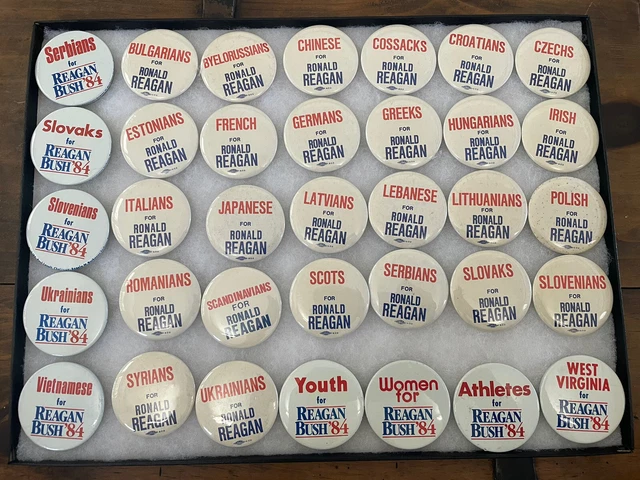 Serbians
for
REAGAN
BUSH'84
BULGARIANS
FOR
RONALD
REAGAN
BYELORUSSIANS
FOR
RONALD
REAGAN
CHINESE
FOR
RONALD
REAGAN
COSSACKS
FOR
RONALD
REAGAN
CROATIANS
FOR
RONALD
REAGAN
CZECHS
FOR
RONALD
REAGAN
Slovaks
for
REAGAN
BUSH'84
ESTONIANS
FOR
RONALD
REAGAN
FRENCH
FOR
RONALD
REAGAN
GERMANS
FOR
RONALD
REAGAN
GREEKS
FOR
RONALD
REAGAN
HUNGARIANS
FOR
RONALD
REAGAN
IRISH
FOR
RONALD
REAGAN
Slovenians
for
REAGAN
BUSH'84
ITALIANS
FOR
RONALD
REAGAN
JAPANESE
FOR
RONALD
REAGAN
LATVIANS
FOR
RONALD
REAGAN
LEBANESE
FOR
RONALD
REAGAN
LITHUANIANS
FOR
RONALD
REAGAN
POLISH
FOR
RONALD
REAGAN
Ukrainians
for
REAGAN
BUSH'84
ROMANIANS
FOR
RONALD
REAGAN
SCANDINAVIANS
FOR
RONALD
REAGAN
SCOTS
FOR
RONALD
REAGAN
SERBIANS
FOR
RONALD
REAGAN
SLOVAKS
FOR
RONALD
REAGAN
SLOVENIANS
FOR
RONALD
REAGAN
Vietnamese
for
REAGAN
BUSH'84
SYRIANS
FOR
RONALD
REAGAN
UKRAINIANS
FOR
RONALD
REAGAN
Youth
for
REAGAN
BUSH'84
Women
for
REAGAN
BUSH'84
Athletes
for
REAGAN
BUSH'84
WEST
VIRGINIA
for
REAGAN
BUSH'84